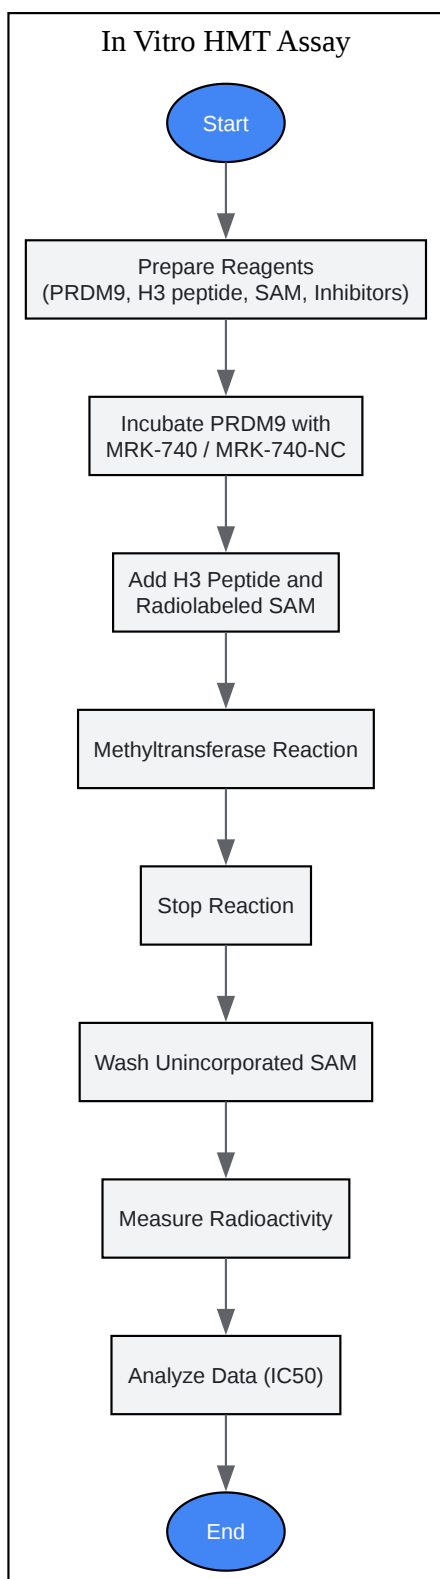 In Vitro HMT Assay
Start
Prepare Reagents
(PRDM9, H3 peptide, SAM, Inhibitors)
Incubate PRDM9 with
MRK-740 / MRK-740-NC
Add H3 Peptide and
Radiolabeled SAM
Methyltransferase Reaction
Stop Reaction
Wash Unincorporated SAM
Measure Radioactivity
Analyze Data (IC50)
End